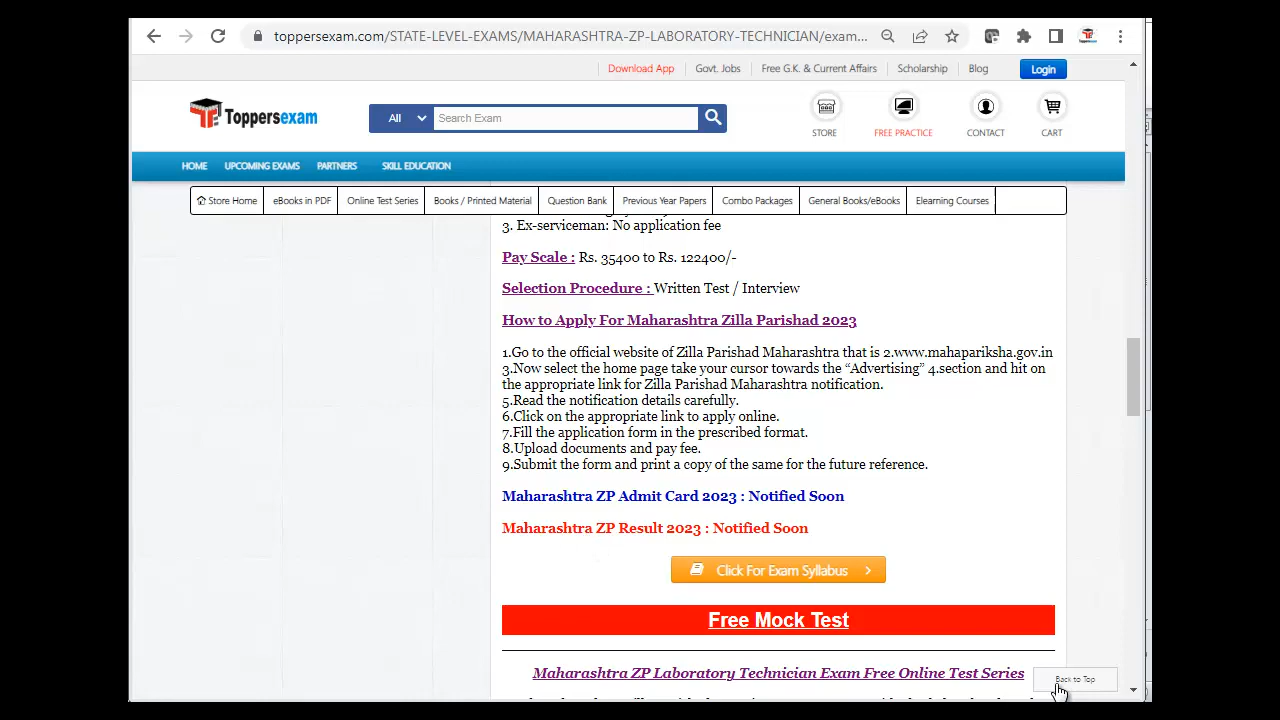 toppersexam.com/STATE-LEVEL-EXAMS/MAHARASHTRA-ZP-LABORATORY-TECHNICIAN/exam...
Download App Govt. Jobs Free G.K. & Current Affairs Scholarship Blog Login
Toppersexam All Search Exam
STORE FREE PRACTICE CONTACT CART
HOME UPCOMING EXAMS PARTNERS SKILL EDUCATION
Store Home eBooks in PDF Online Test Series Books / Printed Material Question Bank Previous Year Papers Combo Packages General Books/eBooks Elearning Courses
3. Ex-serviceman: No application fee
Pay Scale : Rs. 35400 to Rs. 122400/-
Selection Procedure : Written Test / Interview
How to Apply For Maharashtra Zilla Parishad 2023
1.Go to the official website of Zilla Parishad Maharashtra that is 2.www.mahapariksha.gov.in
3.Now select the home page take your cursor towards the “Advertising” 4.section and hit on
the appropriate link for Zilla Parishad Maharashtra notification.
5.Read the notification details carefully.
6.Click on the appropriate link to apply online.
7.Fill the application form in the prescribed format.
8.Upload documents and pay fee.
9.Submit the form and print a copy of the same for the future reference.
Maharashtra ZP Admit Card 2023 : Notified Soon
Maharashtra ZP Result 2023 : Notified Soon
Click For Exam Syllabus
Free Mock Test
Maharashtra ZP Laboratory Technician Exam Free Online Test Series
Back to Top